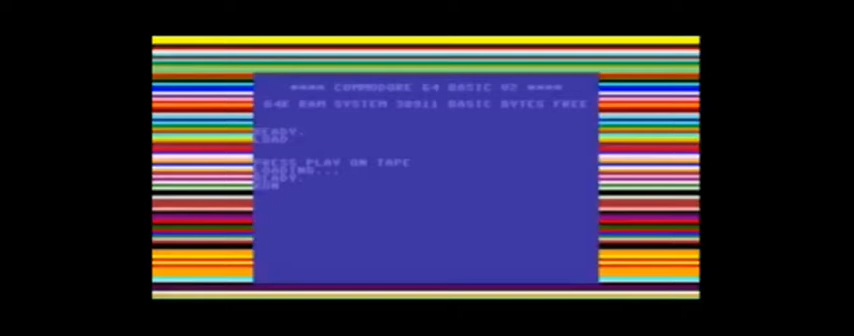 **** COMMODORE 64 BASIC V2 ****
64K RAM SYSTEM 38911 BASIC BYTES FREE
READY.
LOAD
PRESS PLAY ON TAPE
LOADING...
READY.
RUN